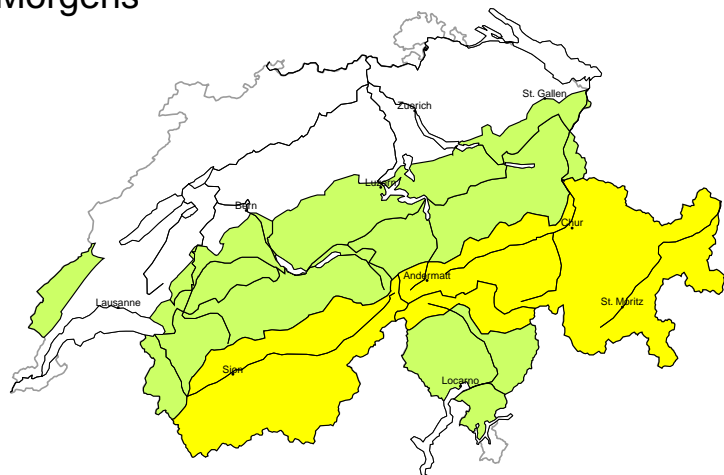 Morgens
St. Gallen
Zuerich
Luzern
Bern
Chur
Andermatt
Lausanne
St. Moritz
Sion
Locarno